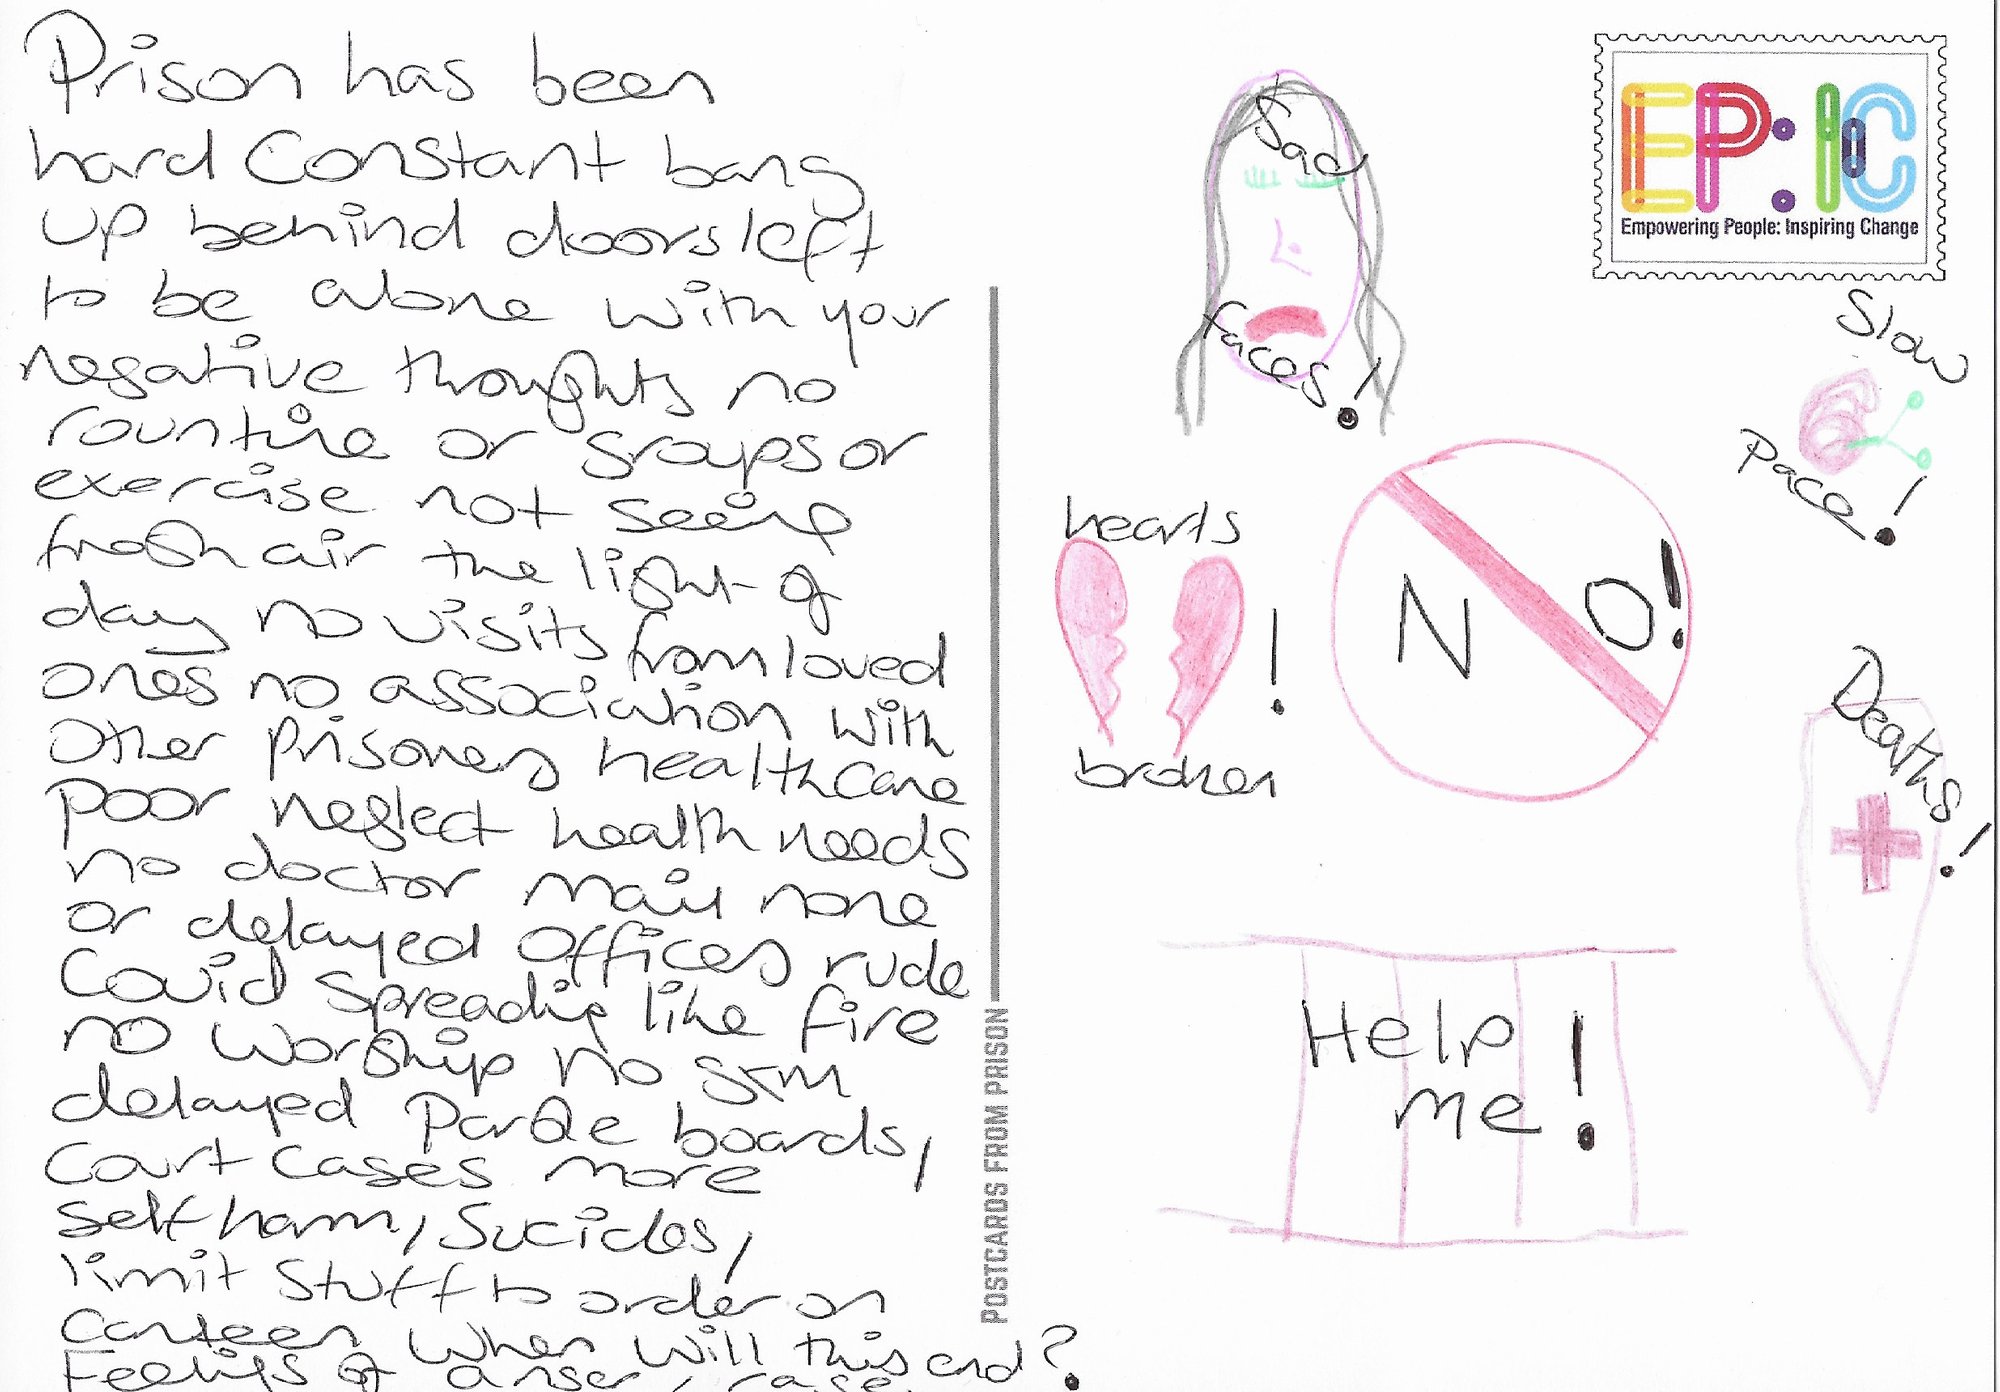 Prison has been
hard Constant bang
up behind doors left
to be alone with your
negative thoughts no
rountine or groups or
exercise not seeing
fresh air the light of
day no visits from loved
ones no association with
other prisoners healthcare
poor neglect health needs
no doctor mail none
or delayed offices rude
Covid spreading like fire
no worship no gym
delayed Parole boards,
court cases more
self harm, Sucides,
limit stuff to order on
canteen when will this end?
Feelings of anger, rage
POSTCARDS FROM PRISON
EP:IC
Empowering People: Inspiring Change
Sad
faces!
Slow
Pace!
hearts
!
broken
NO!
Deaths!
Help
me!